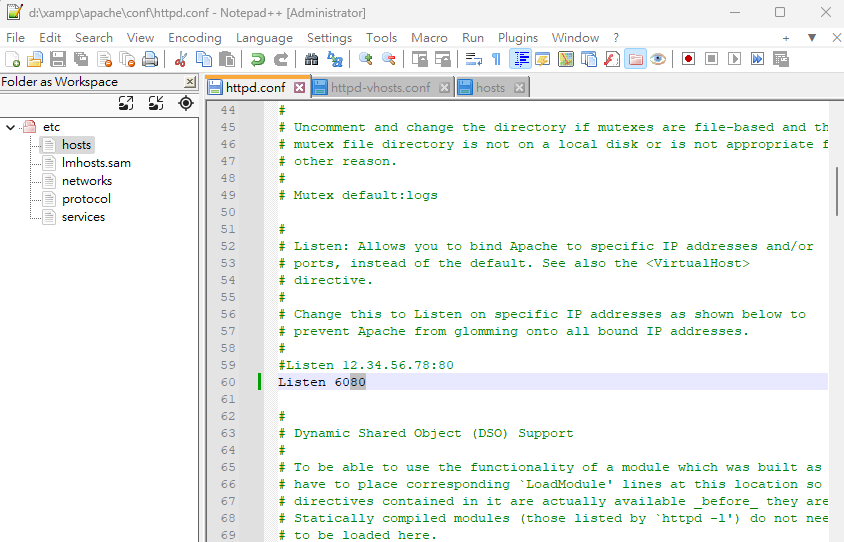 d:\xampp\apache\conf\httpd.conf - Notepad++ [Administrator]
File Edit Search View Encoding Language Settings Tools Macro Run Plugins Window ? + ▼ X
Folder as Workspace
etc
hosts
lmhosts.sam
networks
protocol
services
httpd.conf httpd-vhosts.conf hosts
44 #
45 # Uncomment and change the directory if mutexes are file-based and th
46 # mutex file directory is not on a local disk or is not appropriate f
47 # other reason.
48 #
49 # Mutex default:logs
50
51 #
52 # Listen: Allows you to bind Apache to specific IP addresses and/or
53 # ports, instead of the default. See also the <VirtualHost>
54 # directive.
55 #
56 # Change this to Listen on specific IP addresses as shown below to
57 # prevent Apache from glomming onto all bound IP addresses.
58 #
59 #Listen 12.34.56.78:80
60 Listen 6080
61
62 #
63 # Dynamic Shared Object (DSO) Support
64 #
65 # To be able to use the functionality of a module which was built as
66 # have to place corresponding `LoadModule' lines at this location so
67 # directives contained in it are actually available _before_ they are
68 # Statically compiled modules (those listed by `httpd -l') do not nee
69 # to be loaded here.